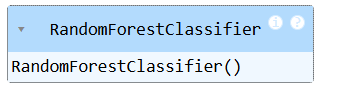 RandomForestClassifier i ?
RandomForestClassifier()